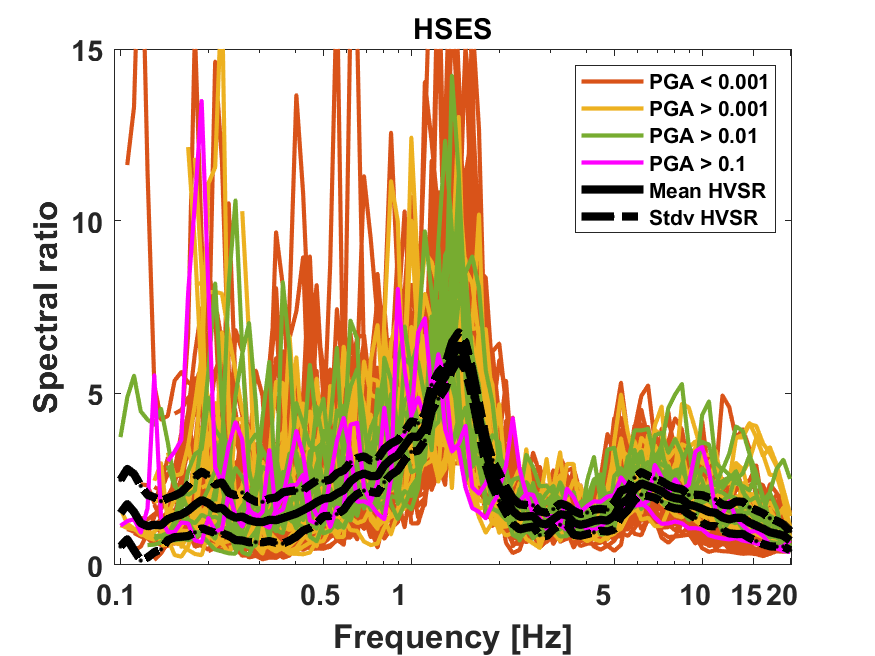 HSES
15
10
5
0
Spectral ratio
PGA < 0.001
PGA > 0.001
PGA > 0.01
PGA > 0.1
Mean HVSR
Stdv HVSR
0.1 0.5 1 5 10 15 20
Frequency [Hz]